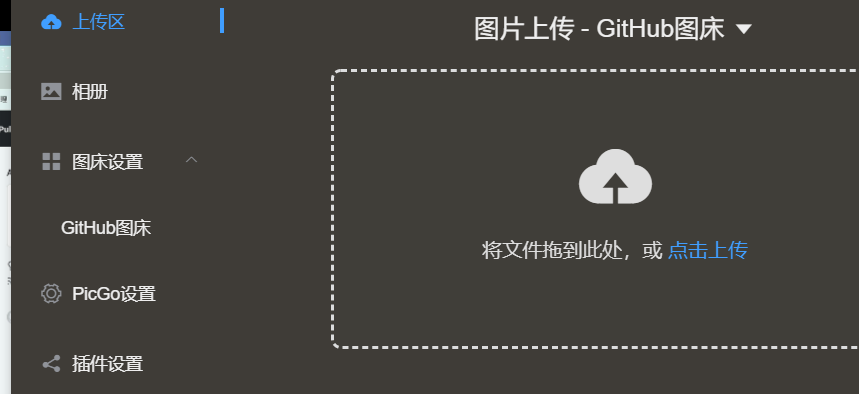 上传区
图片上传 - GitHub图床
相册
图床设置
GitHub图床
将文件拖到此处，或 点击上传
PicGo设置
插件设置